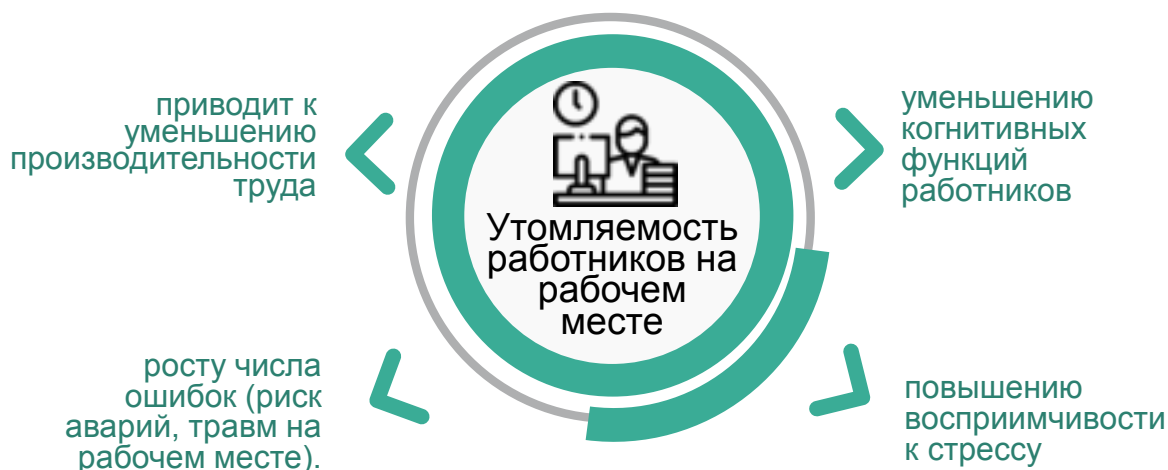 приводит к
уменьшению
производительности
труда
уменьшению
когнитивных
функций
работников
Утомляемость
работников на
рабочем
месте
росту числа
ошибок (риск
аварий, травм на
рабочем месте).
повышению
восприимчивости
к стрессу